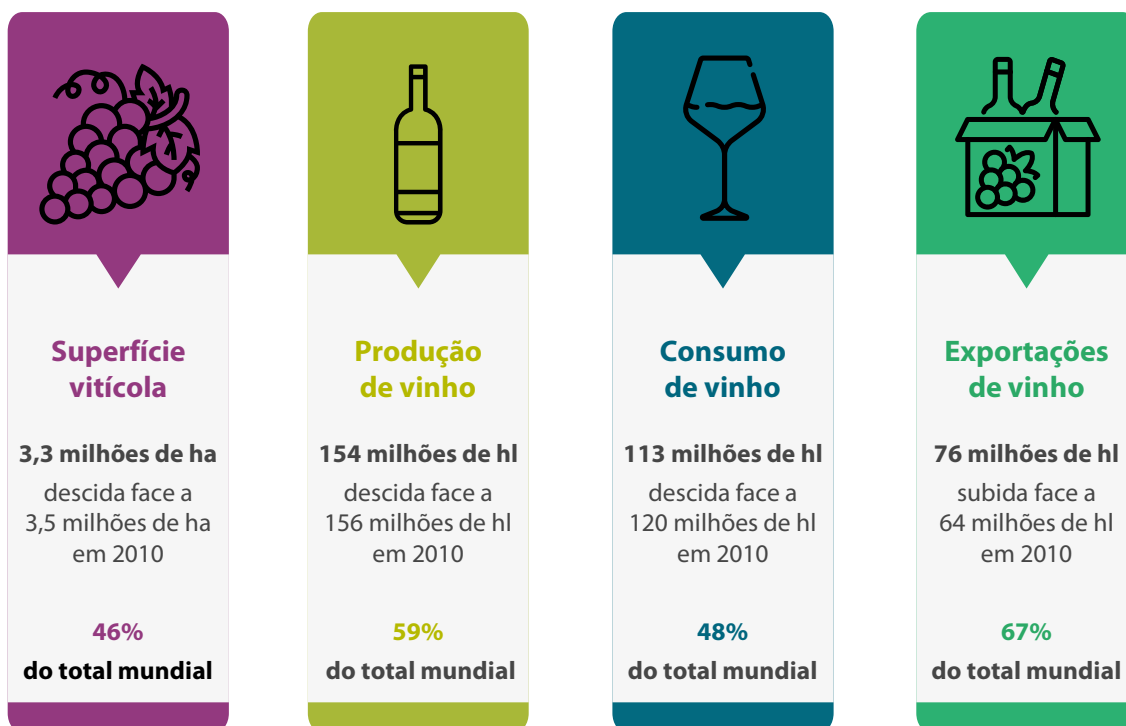 Superfície
vitícola
3,3 milhões de ha
descida face a
3,5 milhões de ha
em 2010
46%
do total mundial
Produção
de vinho
154 milhões de hl
descida face a
156 milhões de hl
em 2010
59%
do total mundial
Consumo
de vinho
113 milhões de hl
descida face a
120 milhões de hl
em 2010
48%
do total mundial
Exportações
de vinho
76 milhões de hl
subida face a
64 milhões de hl
em 2010
67%
do total mundial